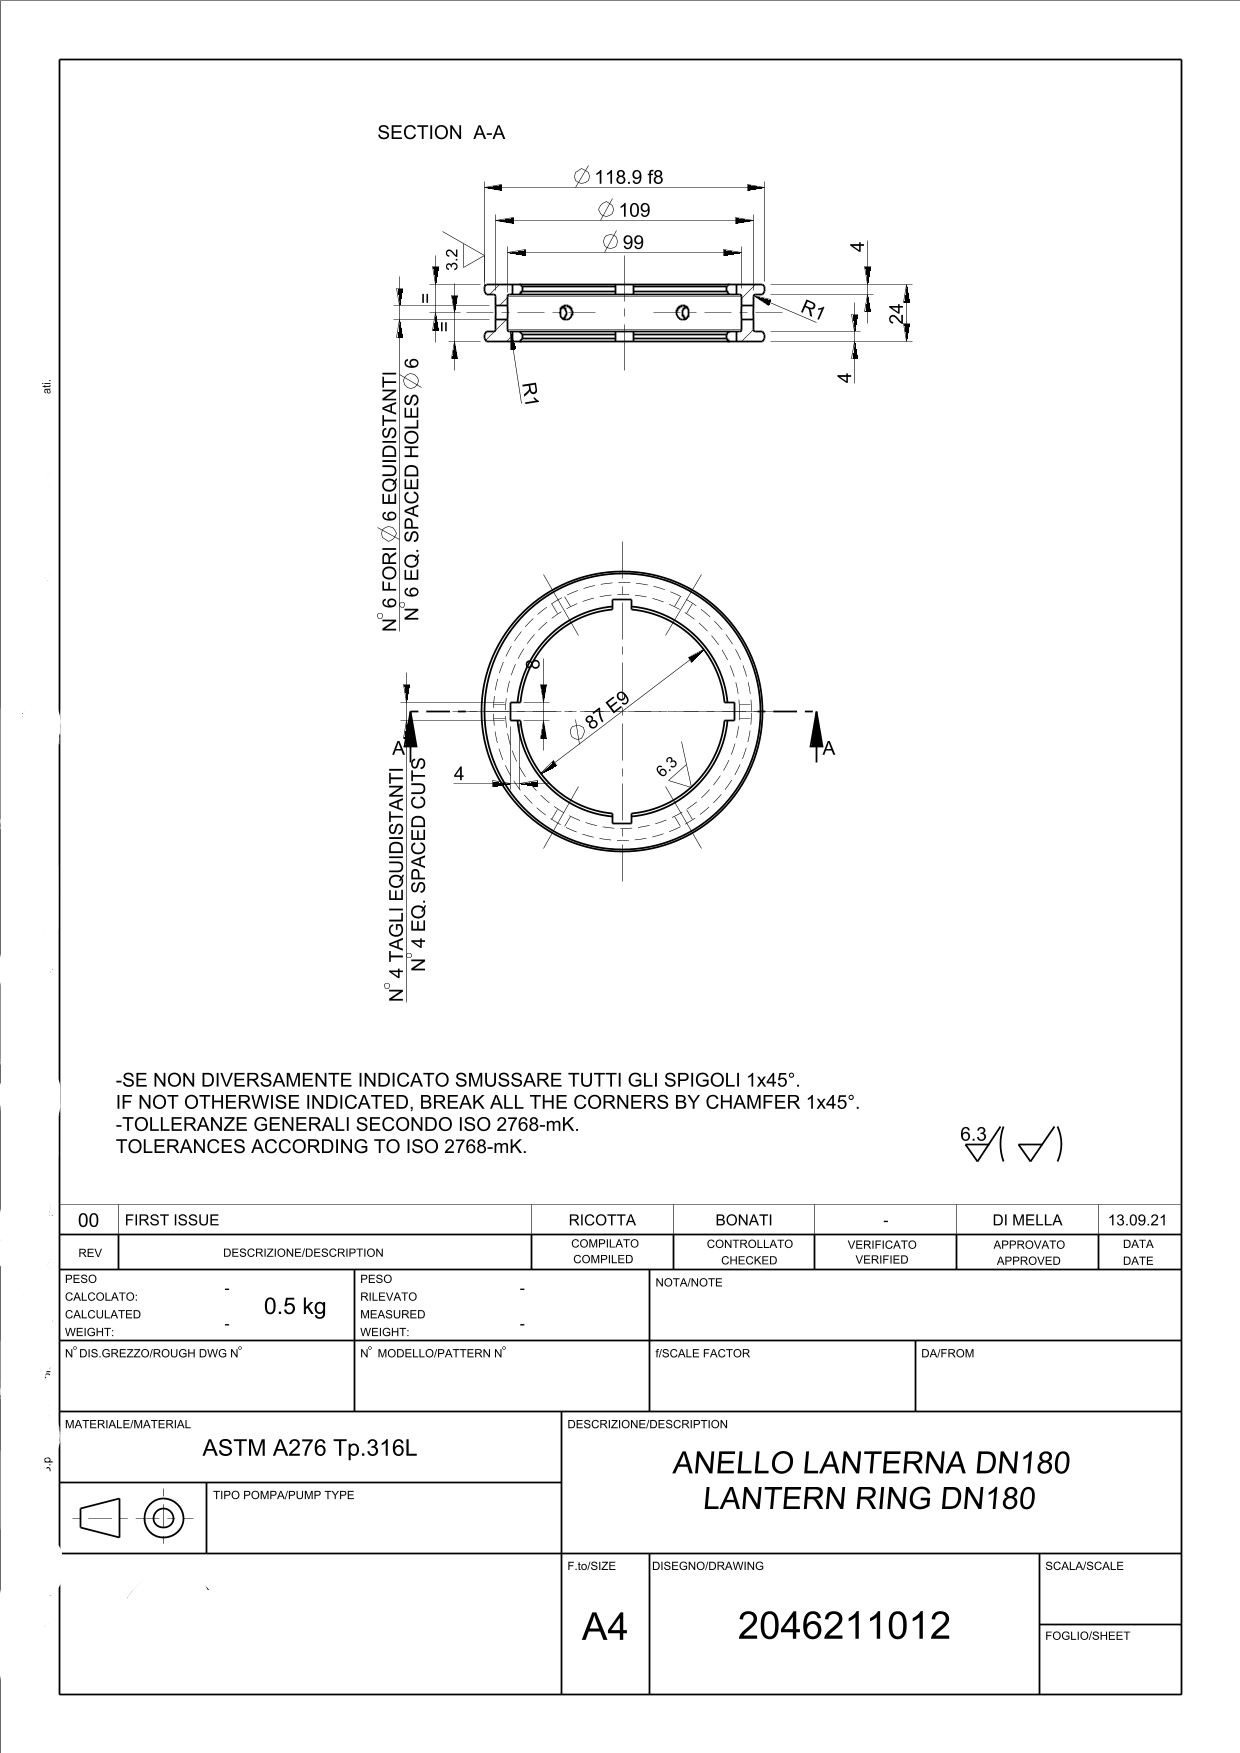 SECTION A-A
∅ 118.9 f8
∅ 109
∅ 99
3.2
4
=
=
R1
24
4
R1
ati.
N° 6 FORI ∅ 6 EQUIDISTANTI
N° 6 EQ. SPACED HOLES ∅ 6
8
∅ 87 E9
A
A
6.3
4
N° 4 TAGLI EQUIDISTANTI
N° 4 EQ. SPACED CUTS
-SE NON DIVERSAMENTE INDICATO SMUSSARE TUTTI GLI SPIGOLI 1x45°.
IF NOT OTHERWISE INDICATED, BREAK ALL THE CORNERS BY CHAMFER 1x45°.
-TOLLERANZE GENERALI SECONDO ISO 2768-mK.
TOLERANCES ACCORDING TO ISO 2768-mK.
6.3 ( )
00 FIRST ISSUE RICOTTA BONATI - DI MELLA 13.09.21
REV DESCRIZIONE/DESCRIPTION COMPILATO CONTROLLATO VERIFICATO APPROVATO DATA
COMPILED CHECKED VERIFIED APPROVED DATE
PESO PESO NOTA/NOTE
CALCOLATO: - RILEVATO -
CALCULATED 0.5 kg MEASURED
WEIGHT: - WEIGHT: -
N° DIS.GREZZO/ROUGH DWG N° N° MODELLO/PATTERN N° f/SCALE FACTOR DA/FROM
MATERIALE/MATERIAL DESCRIZIONE/DESCRIPTION
ASTM A276 Tp.316L
ANELLO LANTERNA DN180
LANTERN RING DN180
TIPO POMPA/PUMP TYPE
F.to/SIZE DISEGNO/DRAWING SCALA/SCALE
A4 2046211012
FOGLIO/SHEET